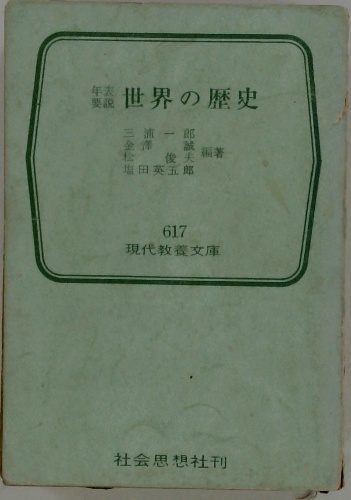 年表要説 世界の歴史
三浦一郎
金澤誠
松俊夫 編著
塩田英五郎
617
現代教養文庫
社会思想社刊